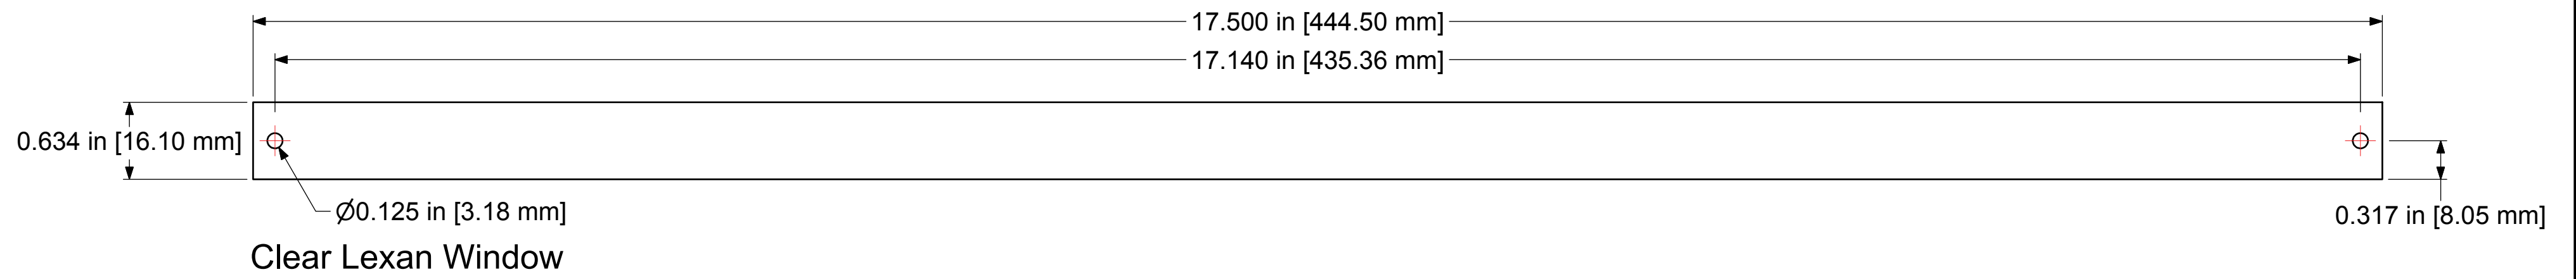 17.500 in [444.50 mm]
17.140 in [435.36 mm]
0.634 in [16.10 mm]
Ø0.125 in [3.18 mm]
0.317 in [8.05 mm]
Clear Lexan Window